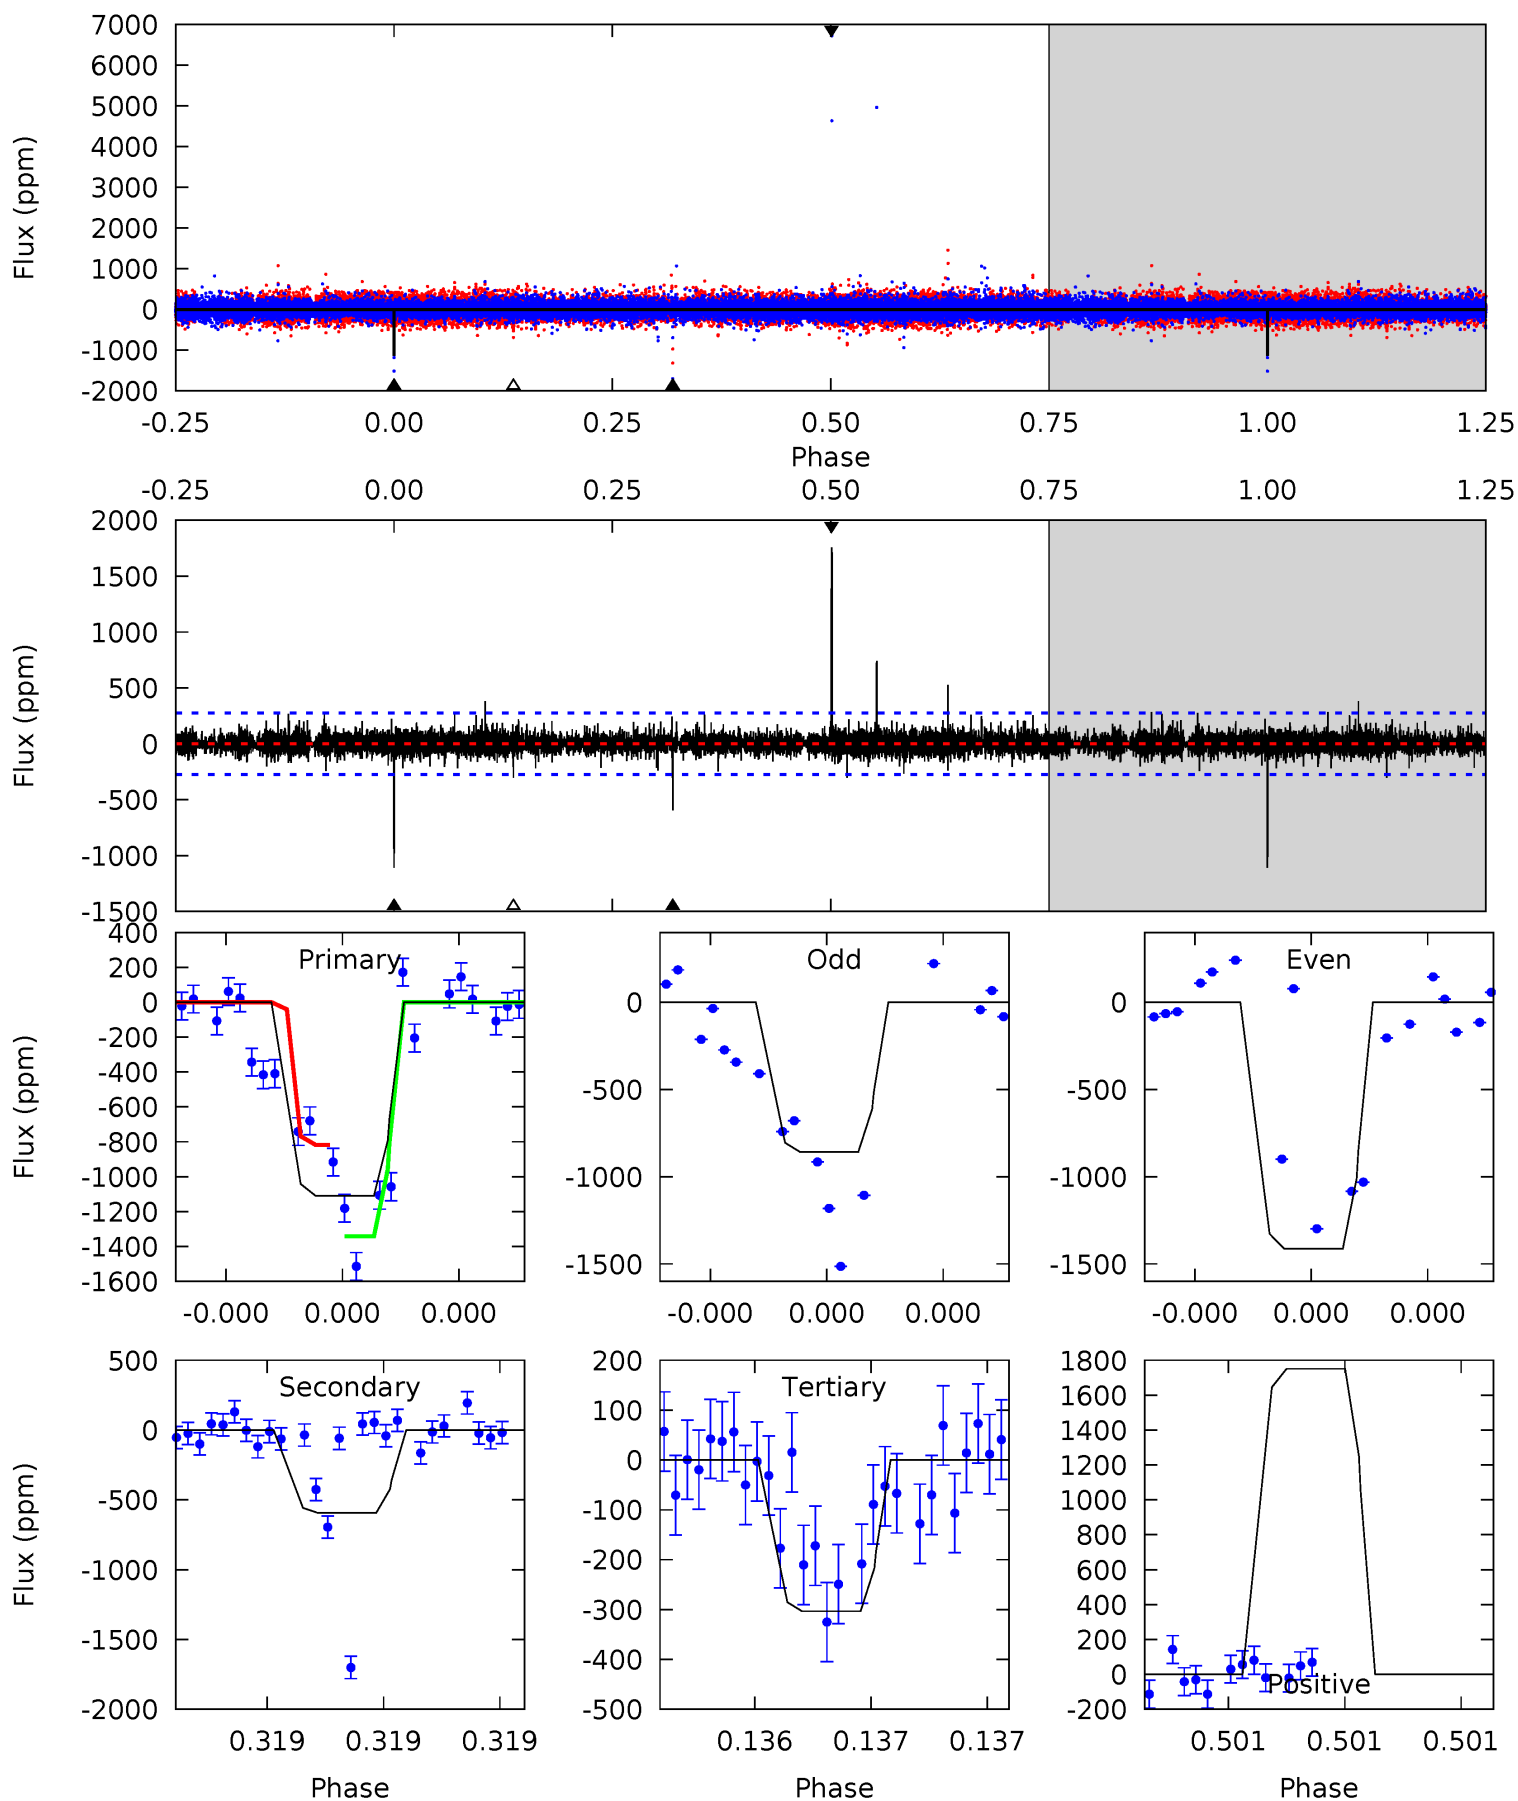 7000
6000
5000
4000
3000
2000
1000
0
-1000
-2000
Flux (ppm)
-0.25 0.00 0.25 0.50 0.75 1.00 1.25
Phase
-0.25 0.00 0.25 0.50 0.75 1.00 1.25
2000
1500
1000
500
0
-500
-1000
-1500
Flux (ppm)
400
200
0
-200
-400
-600
-800
-1000
-1200
-1400
-1600
Flux (ppm)
Primary
-0.000 0.000 0.000
0
-500
-1000
-1500
Odd
-0.000 0.000 0.000
0
-500
-1000
-1500
Even
-0.000 0.000 0.000
500
0
-500
-1000
-1500
-2000
Flux (ppm)
Secondary
0.319 0.319 0.319
Phase
200
100
0
-100
-200
-300
-400
-500
Tertiary
0.136 0.137 0.137
Phase
1800
1600
1400
1200
1000
800
600
400
200
0
-200
Positive
0.501 0.501 0.501
Phase